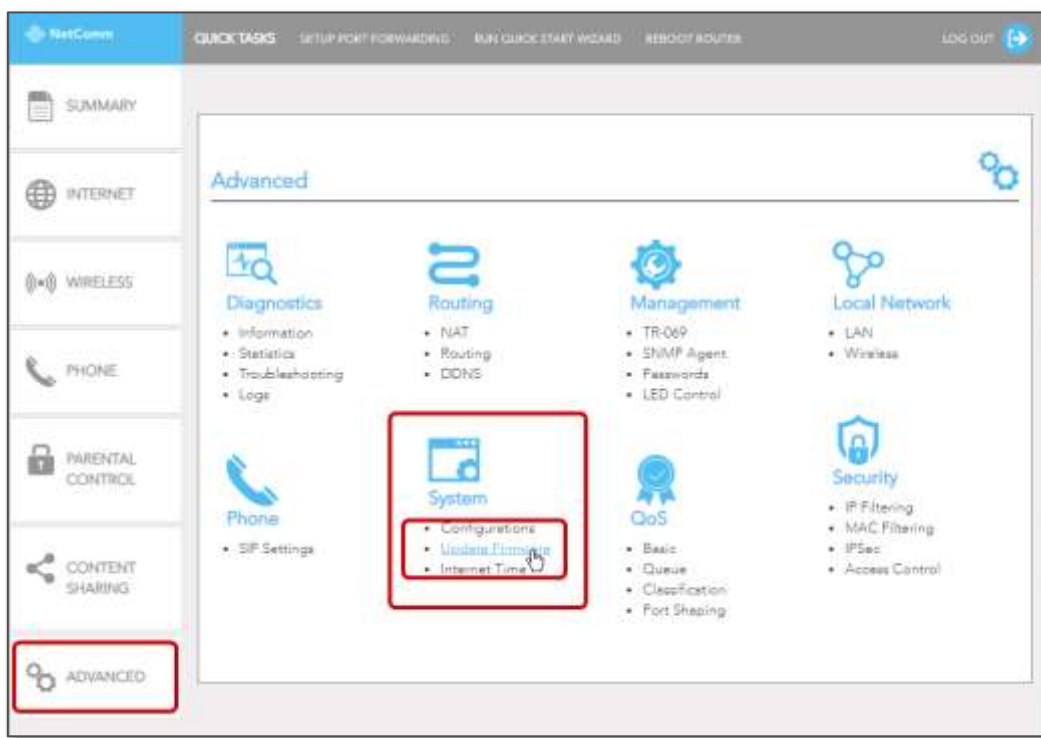 NetComm
QUICK TASKS SETUP PORT FORWARDING RUN QUICK START WIZARD REBOOT ROUTER LOG OUT
SUMMARY
INTERNET
WIRELESS
PHONE
PARENTAL
CONTROL
CONTENT
SHARING
ADVANCED
Advanced
Diagnostics
• Information
• Statistics
• Troubleshooting
• Logs
Routing
• NAT
• Routing
• DDNS
Management
• TR-069
• SNMP Agent
• Passwords
• LED Control
Local Network
• LAN
• Wireless
Phone
• SIP Settings
System
• Configurations
• Update Firmware
• Internet Time
QoS
• Basic
• Queue
• Classification
• Port Shaping
Security
• IP Filtering
• MAC Filtering
• IPSec
• Access Control